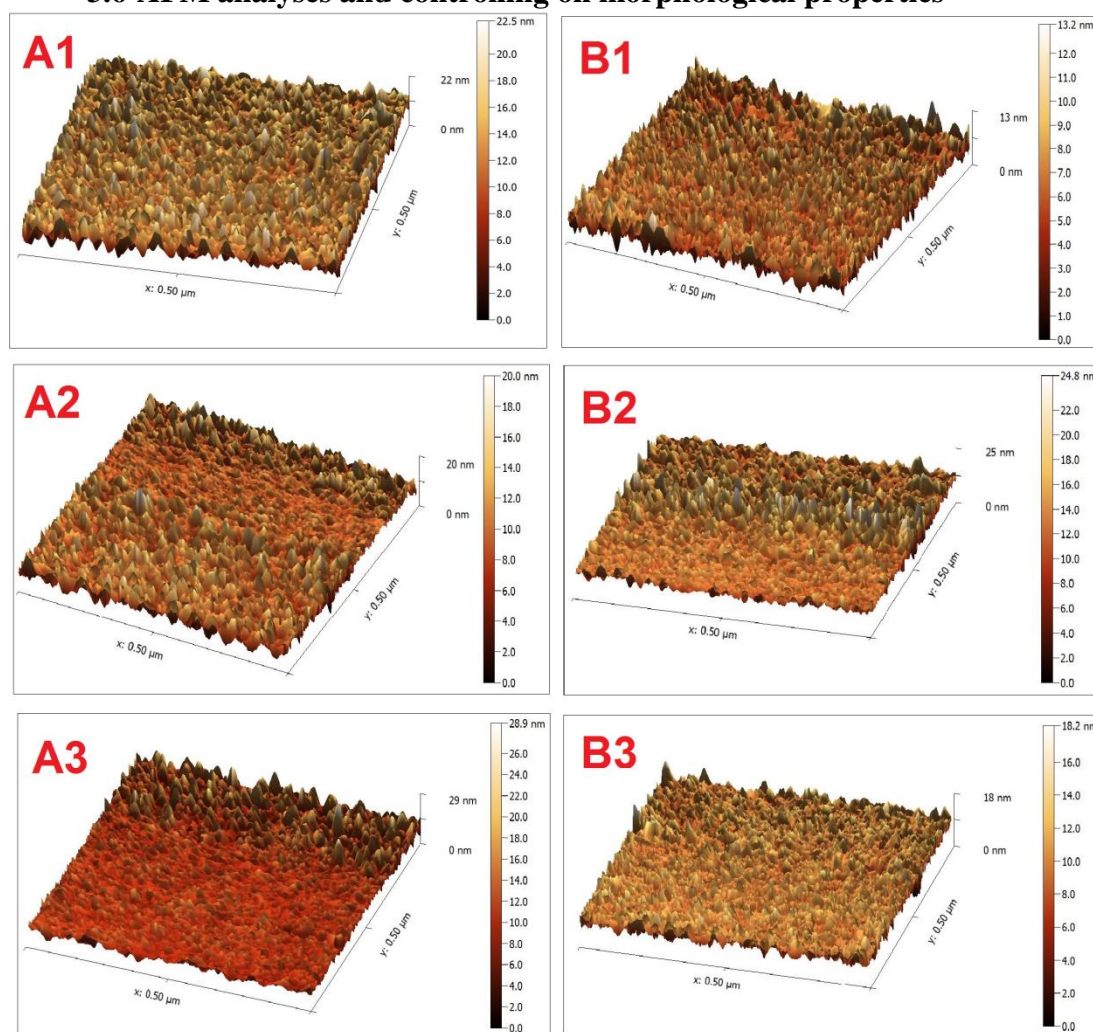 3.6 AFM analyses and controlling on morphological properties
A1
22.5 nm
20.0
18.0
16.0
14.0
12.0
10.0
8.0
6.0
4.0
2.0
0.0
22 nm
0 nm
y: 0.50 µm
x: 0.50 µm
B1
13.2 nm
12.0
11.0
10.0
9.0
8.0
7.0
6.0
5.0
4.0
3.0
2.0
1.0
0.0
13 nm
0 nm
y: 0.50 µm
x: 0.50 µm
A2
20.0 nm
18.0
16.0
14.0
12.0
10.0
8.0
6.0
4.0
2.0
0.0
20 nm
0 nm
y: 0.50 µm
x: 0.50 µm
B2
24.8 nm
22.0
20.0
18.0
16.0
14.0
12.0
10.0
8.0
6.0
4.0
2.0
0.0
25 nm
0 nm
y: 0.50 µm
x: 0.50 µm
A3
28.9 nm
26.0
24.0
22.0
20.0
18.0
16.0
14.0
12.0
10.0
8.0
6.0
4.0
2.0
0.0
29 nm
0 nm
y: 0.50 µm
x: 0.50 µm
B3
18.2 nm
16.0
14.0
12.0
10.0
8.0
6.0
4.0
2.0
0.0
18 nm
0 nm
y: 0.50 µm
x: 0.50 µm